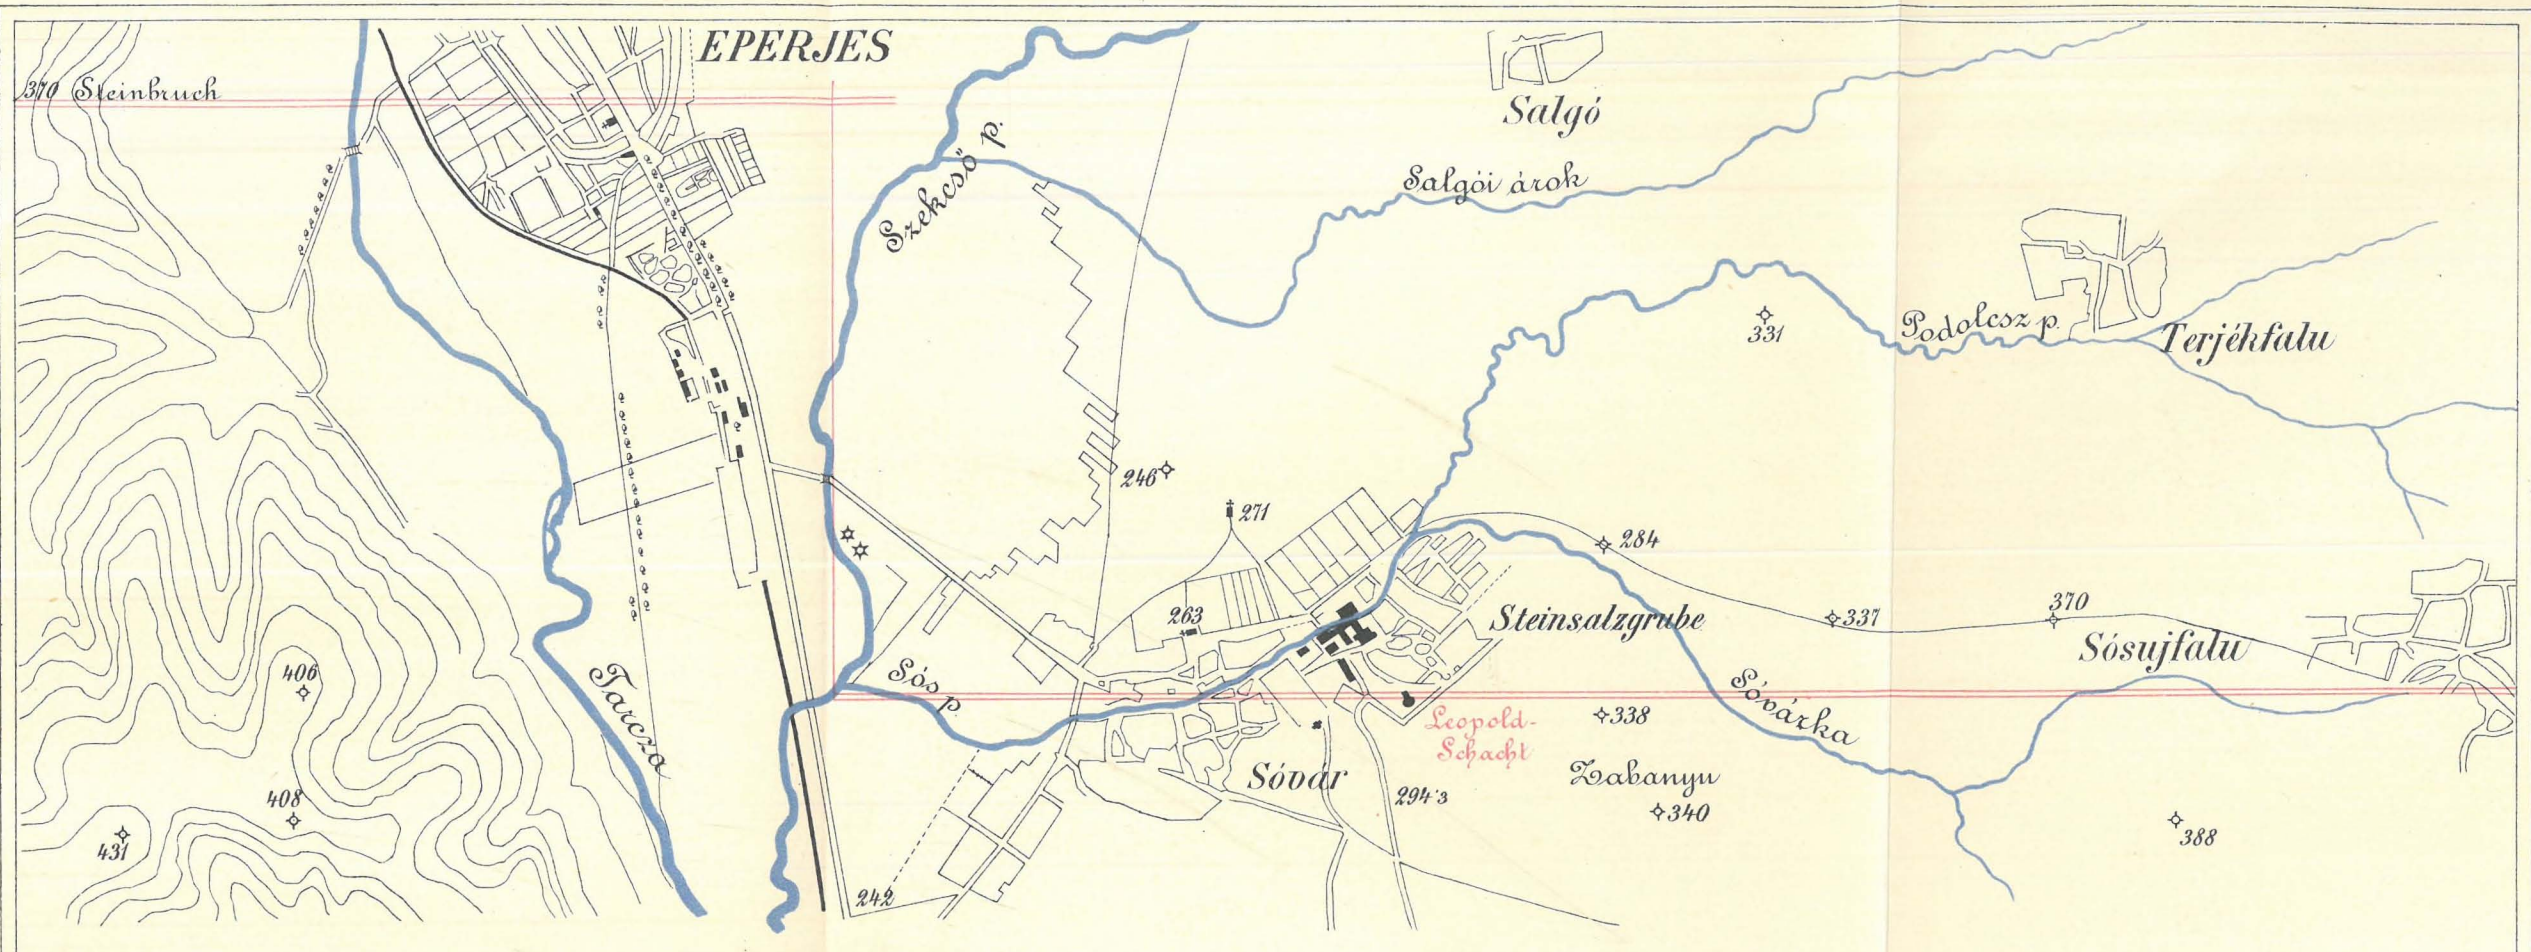 EPERJES
370 Steinbruch
Salgó
Szekcső p.
Salgói árok
331
Podolcsz p.
Terjékfalu
246
271
284
263
Steinsalzgrube
337
370
Sósujfalu
406
Tarcza
Sós p.
Leopold-
Schacht
338
Sóvárka
Sóvár
294·3
Zabanyu
340
408
431
388
242